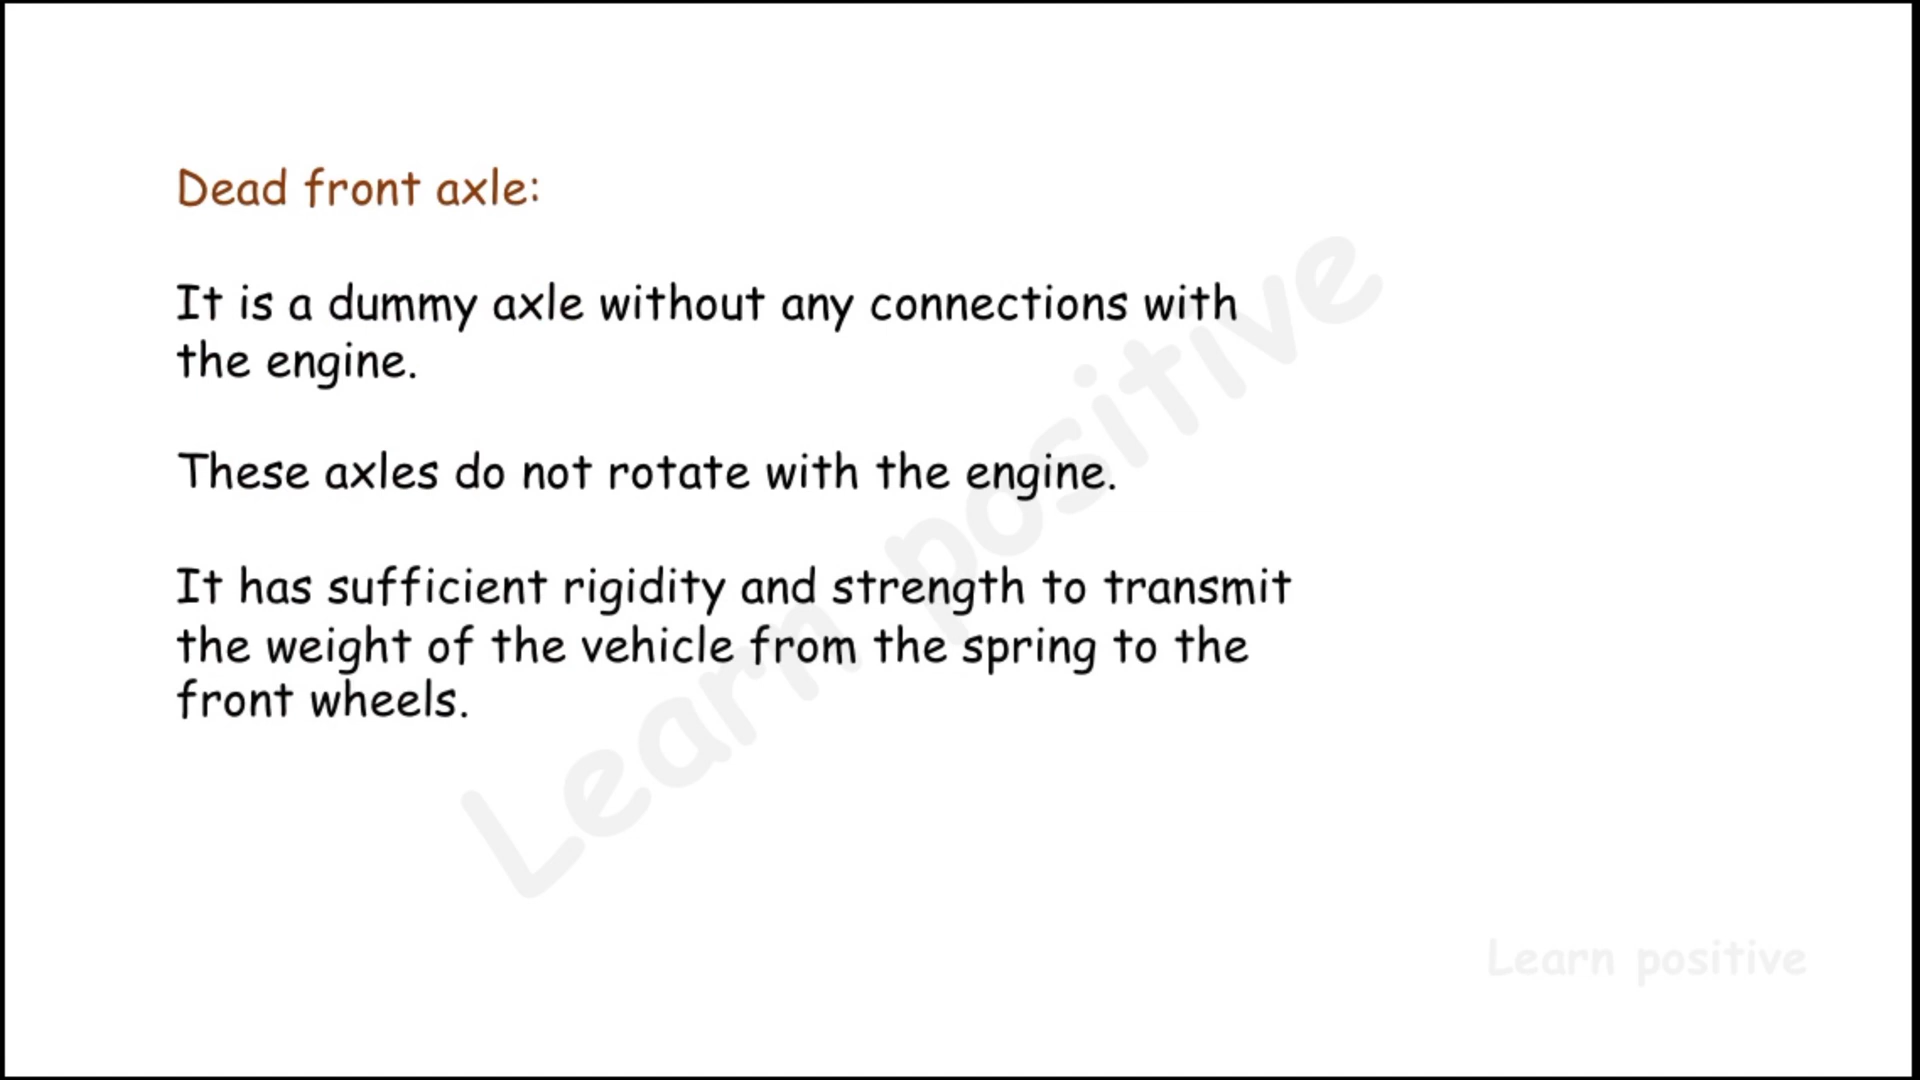 Dead front axle:
It is a dummy axle without any connections with
the engine.
These axles do not rotate with the engine.
It has sufficient rigidity and strength to transmit
the weight of the vehicle from the spring to the
front wheels.
Learn positive
Learn positive